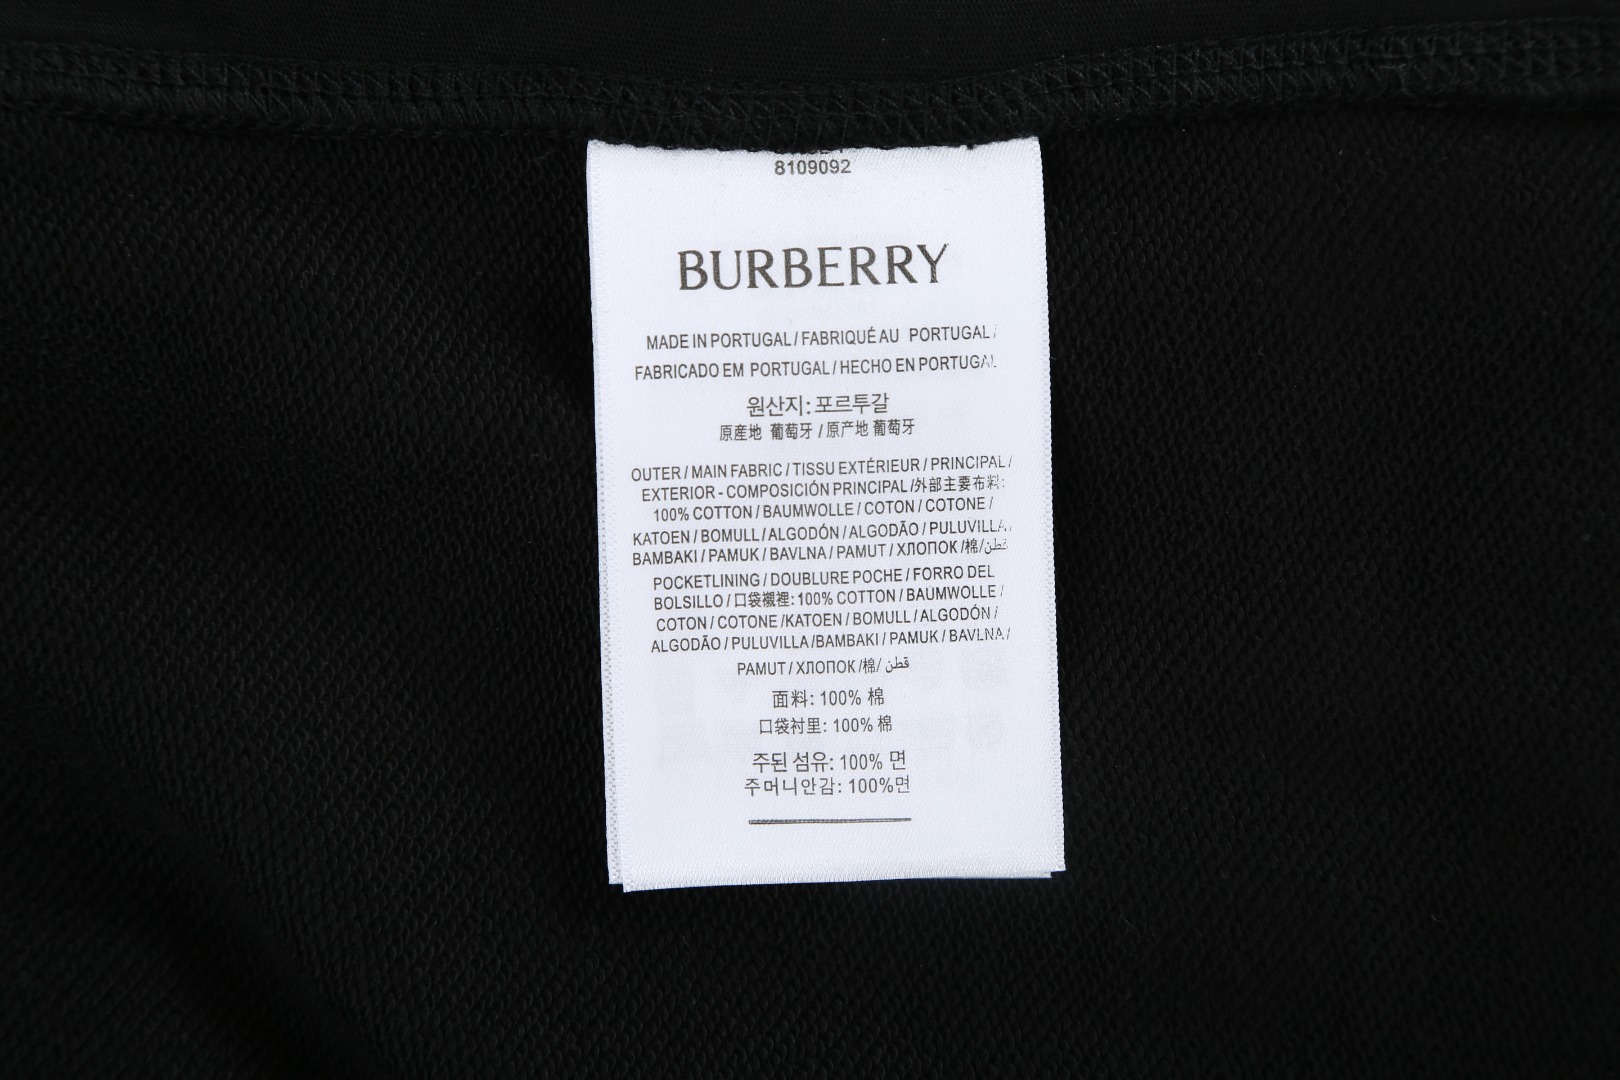 8109092
BURBERRY
MADE IN PORTUGAL / FABRIQUÉ AU PORTUGAL /
FABRICADO EM PORTUGAL / HECHO EN PORTUGAL
원산지: 포르투갈
原産地 葡萄牙 / 原产地 葡萄牙
OUTER / MAIN FABRIC / TISSU EXTÉRIEUR / PRINCIPAL /
EXTERIOR - COMPOSICIÓN PRINCIPAL /外部主要布料:
100% COTTON / BAUMWOLLE / COTON / COTONE /
KATOEN / BOMULL / ALGODÓN / ALGODÃO / PULUVILLA /
BAMBAKI / PAMUK / BAVLNA / PAMUT / ХЛОПОК /棉/ قطن
POCKETLINING / DOUBLURE POCHE / FORRO DEL
BOLSILLO / 口袋襯裡: 100% COTTON / BAUMWOLLE /
COTON / COTONE /KATOEN / BOMULL / ALGODÓN /
ALGODÃO / PULUVILLA /BAMBAKI / PAMUK / BAVLNA /
PAMUT / ХЛОПОК /棉/ قطن
面料: 100% 棉
口袋衬里: 100% 棉
주된 섬유: 100% 면
주머니안감: 100%면